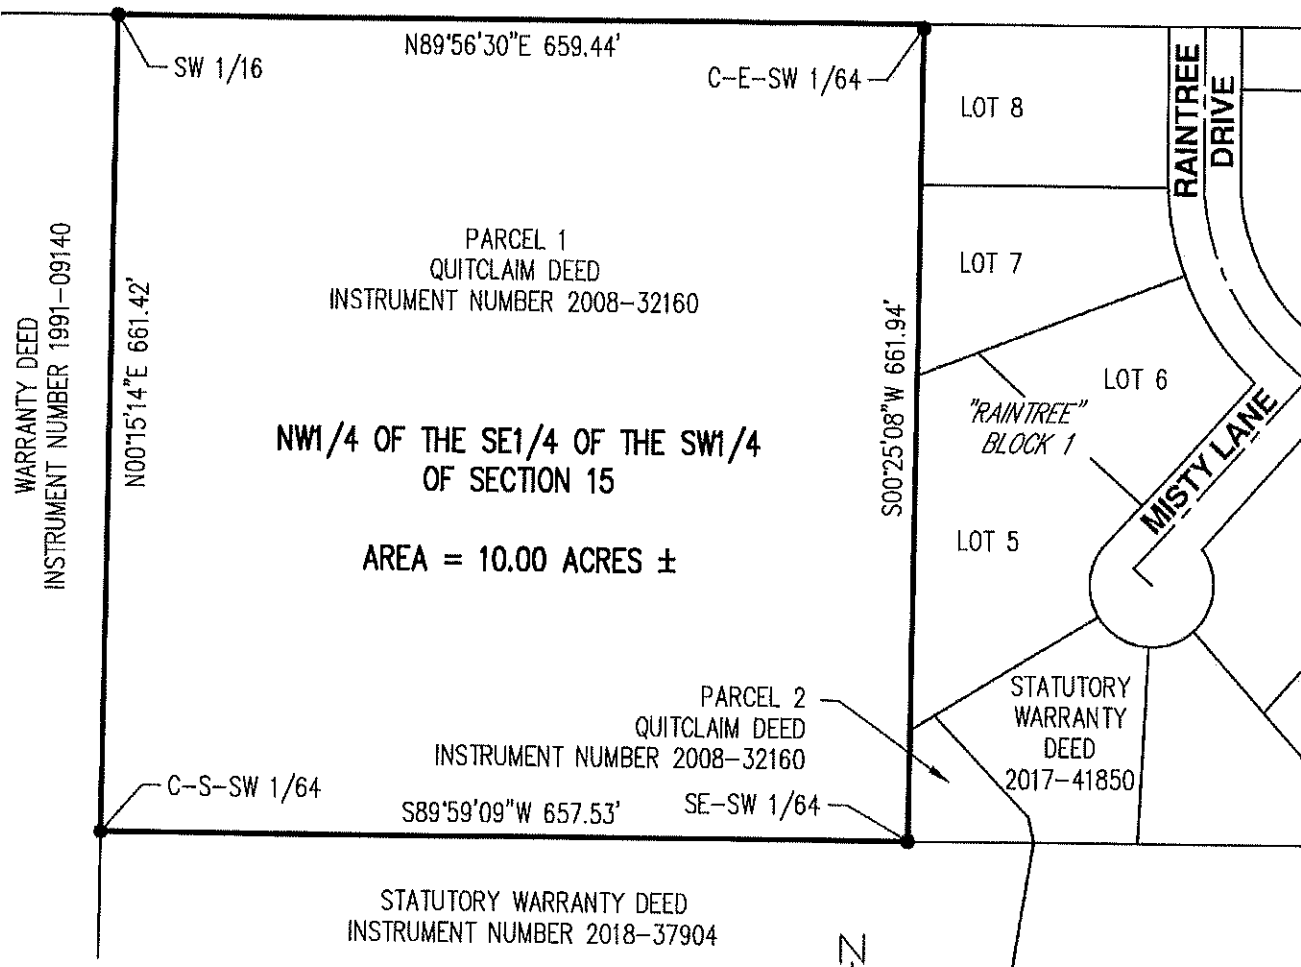 N89°56'30"E 659.44'
SW 1/16
C-E-SW 1/64
LOT 8
RAINTREE
DRIVE
PARCEL 1
QUITCLAIM DEED
INSTRUMENT NUMBER 2008-32160
LOT 7
WARRANTY DEED
INSTRUMENT NUMBER 1991-09140
N00°15'14"E 661.42'
S00°25'08"W 661.94'
LOT 6
"RAINTREE"
BLOCK 1
MISTY LANE
NW1/4 OF THE SE1/4 OF THE SW1/4
OF SECTION 15
AREA = 10.00 ACRES ±
LOT 5
PARCEL 2
QUITCLAIM DEED
INSTRUMENT NUMBER 2008-32160
STATUTORY
WARRANTY
DEED
2017-41850
C-S-SW 1/64
S89°59'09"W 657.53'
SE-SW 1/64
STATUTORY WARRANTY DEED
INSTRUMENT NUMBER 2018-37904
N